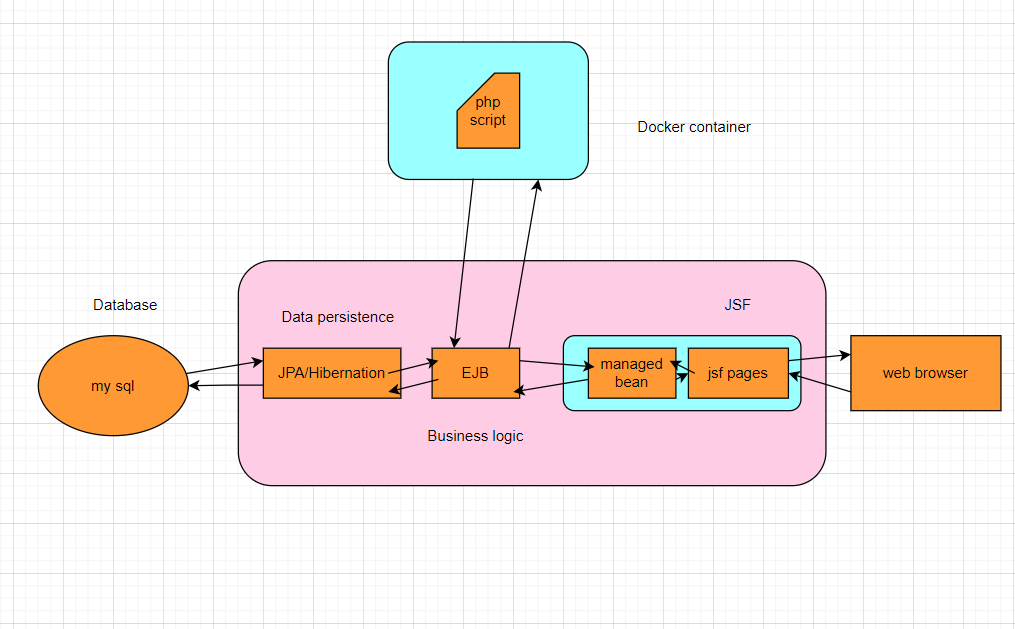 php
script
Docker container
Database
Data persistence
JSF
my sql
JPA/Hibernation
EJB
managed
bean
jsf pages
web browser
Business logic